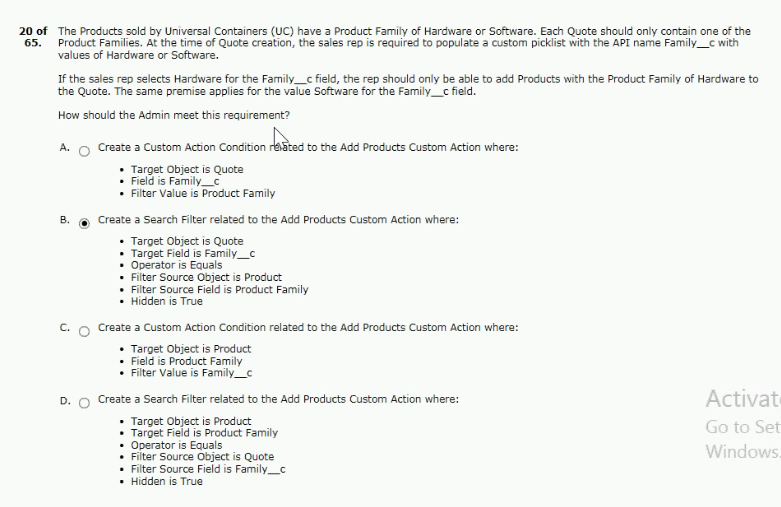 20 of The Products sold by Universal Containers (UC) have a Product Family of Hardware or Software. Each Quote should only contain one of the
65. Product Families. At the time of Quote creation, the sales rep is required to populate a custom picklist with the API name Family__c with
values of Hardware or Software.
If the sales rep selects Hardware for the Family__c field, the rep should only be able to add Products with the Product Family of Hardware to
the Quote. The same premise applies for the value Software for the Family__c field.
How should the Admin meet this requirement?
A. Create a Custom Action Condition related to the Add Products Custom Action where:
• Target Object is Quote
• Field is Family__c
• Filter Value is Product Family
B. Create a Search Filter related to the Add Products Custom Action where:
• Target Object is Quote
• Target Field is Family__c
• Operator is Equals
• Filter Source Object is Product
• Filter Source Field is Product Family
• Hidden is True
C. Create a Custom Action Condition related to the Add Products Custom Action where:
• Target Object is Product
• Field is Product Family
• Filter Value is Family__c
D. Create a Search Filter related to the Add Products Custom Action where:
• Target Object is Product
• Target Field is Product Family
• Operator is Equals
• Filter Source Object is Quote
• Filter Source Field is Family__c
• Hidden is True
Activat
Go to Set
Windows.